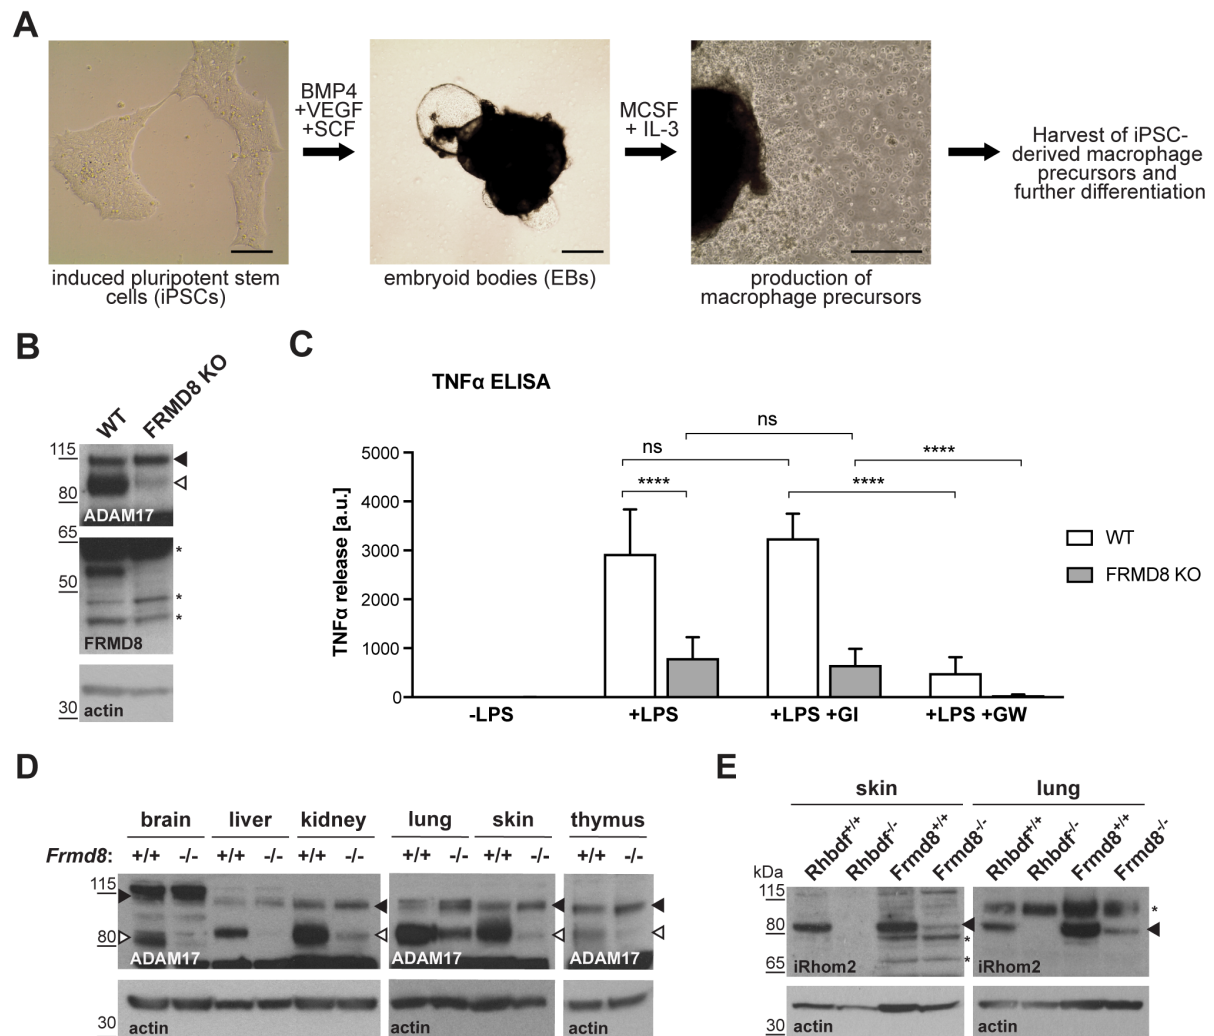 A
BMP4
+VEGF
+SCF
MCSF
+ IL-3
Harvest of iPSC-
derived macrophage
precursors and
further differentiation
induced pluripotent stem
cells (iPSCs)
embryoid bodies (EBs)
production of
macrophage precursors
B
WT
FRMD8 KO
115
80
ADAM17
65
50
*
*
*
FRMD8
30
actin
C
TNFα ELISA
TNFα release [a.u.]
5000
4000
3000
2000
1000
0
ns
ns
****
****
****
-LPS
+LPS
+LPS +GI
+LPS +GW
WT
FRMD8 KO
D
brain liver kidney lung skin thymus
Frmd8: +/+ -/- +/+ -/- +/+ -/- +/+ -/- +/+ -/- +/+ -/-
115
80
ADAM17 ADAM17 ADAM17
30
actin actin actin
E
skin lung
Rhbdf+/+ Rhbdf-/- Frmd8+/+ Frmd8-/- Rhbdf+/+ Rhbdf-/- Frmd8+/+ Frmd8-/-
kDa
115
80
65
*
*
*
iRhom2 iRhom2
30
actin actin